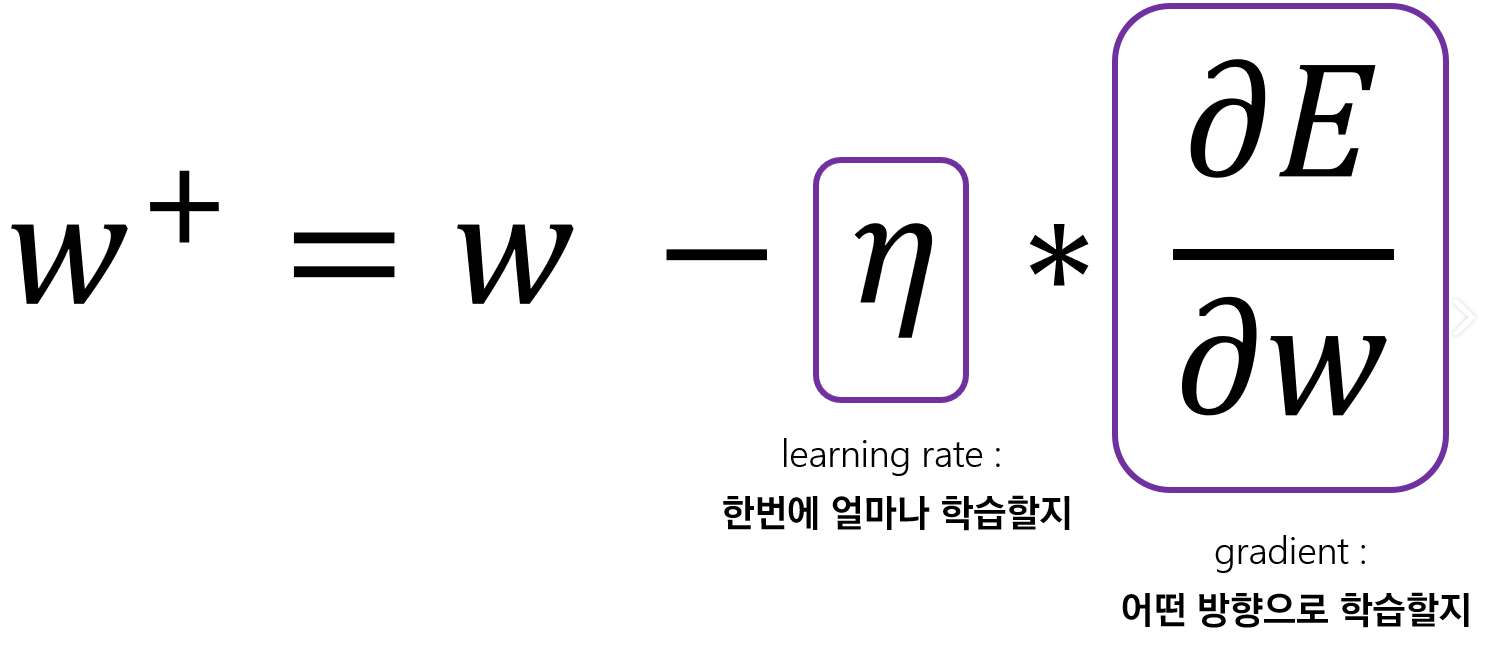 w⁺ = w − η * ∂E/∂w
learning rate :
한번에 얼마나 학습할지
gradient :
어떤 방향으로 학습할지